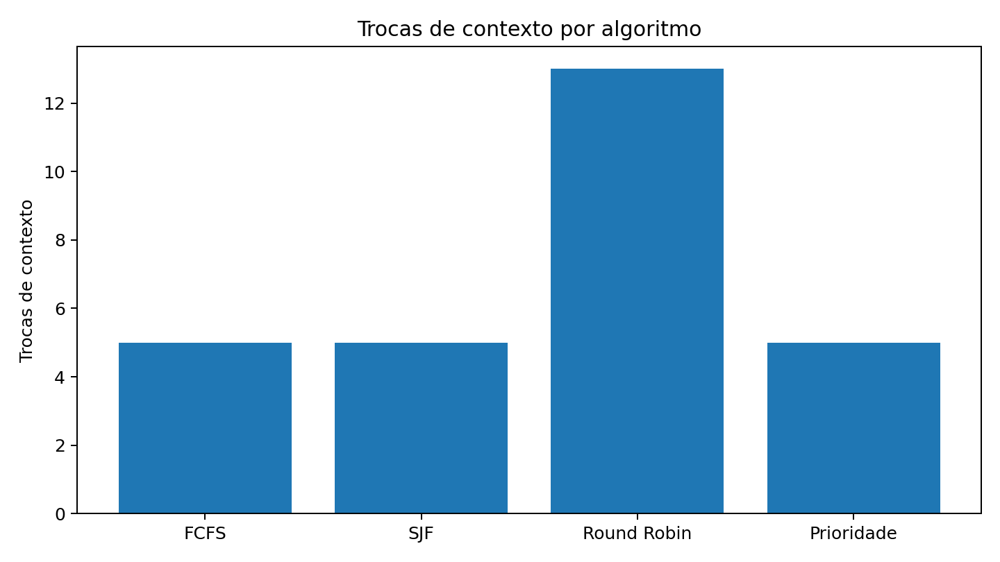 Trocas de contexto por algoritmo
Trocas de contexto
12
10
8
6
4
2
0
FCFS
SJF
Round Robin
Prioridade